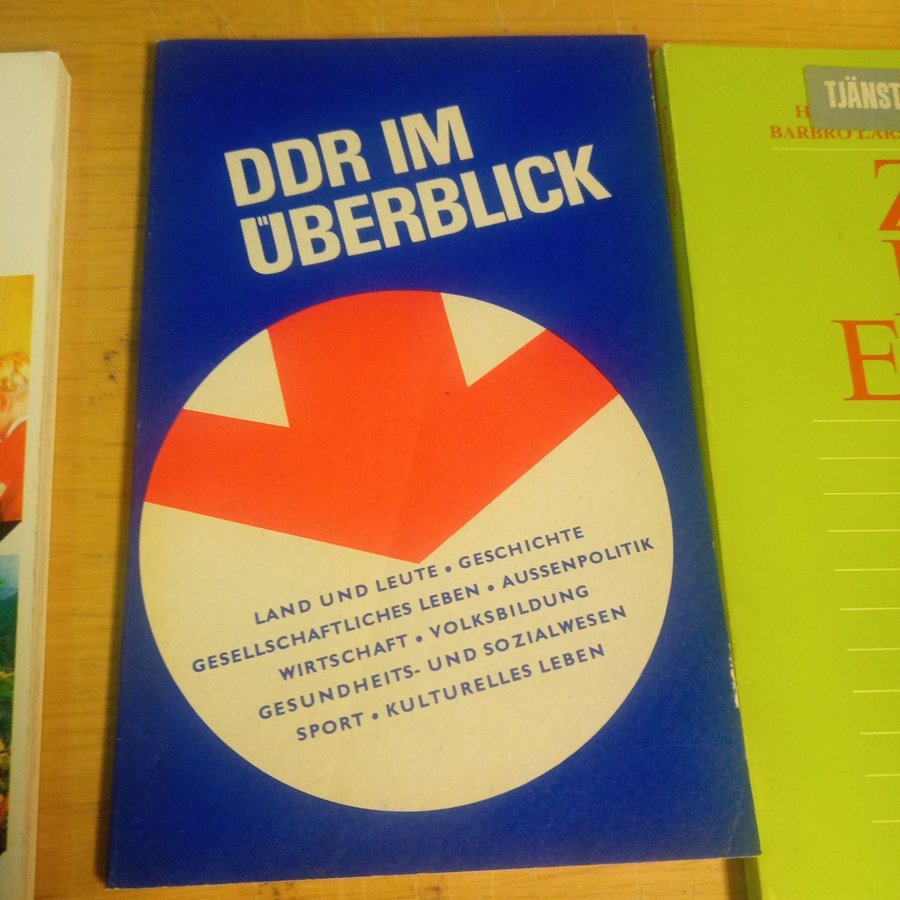 DDR IM
ÜBERBLICK
LAND UND LEUTE • GESCHICHTE
GESELLSCHAFTLICHES LEBEN • AUSSENPOLITIK
WIRTSCHAFT • VOLKSBILDUNG
GESUNDHEITS- UND SOZIALWESEN
SPORT • KULTURELLES LEBEN
BARBRO
E